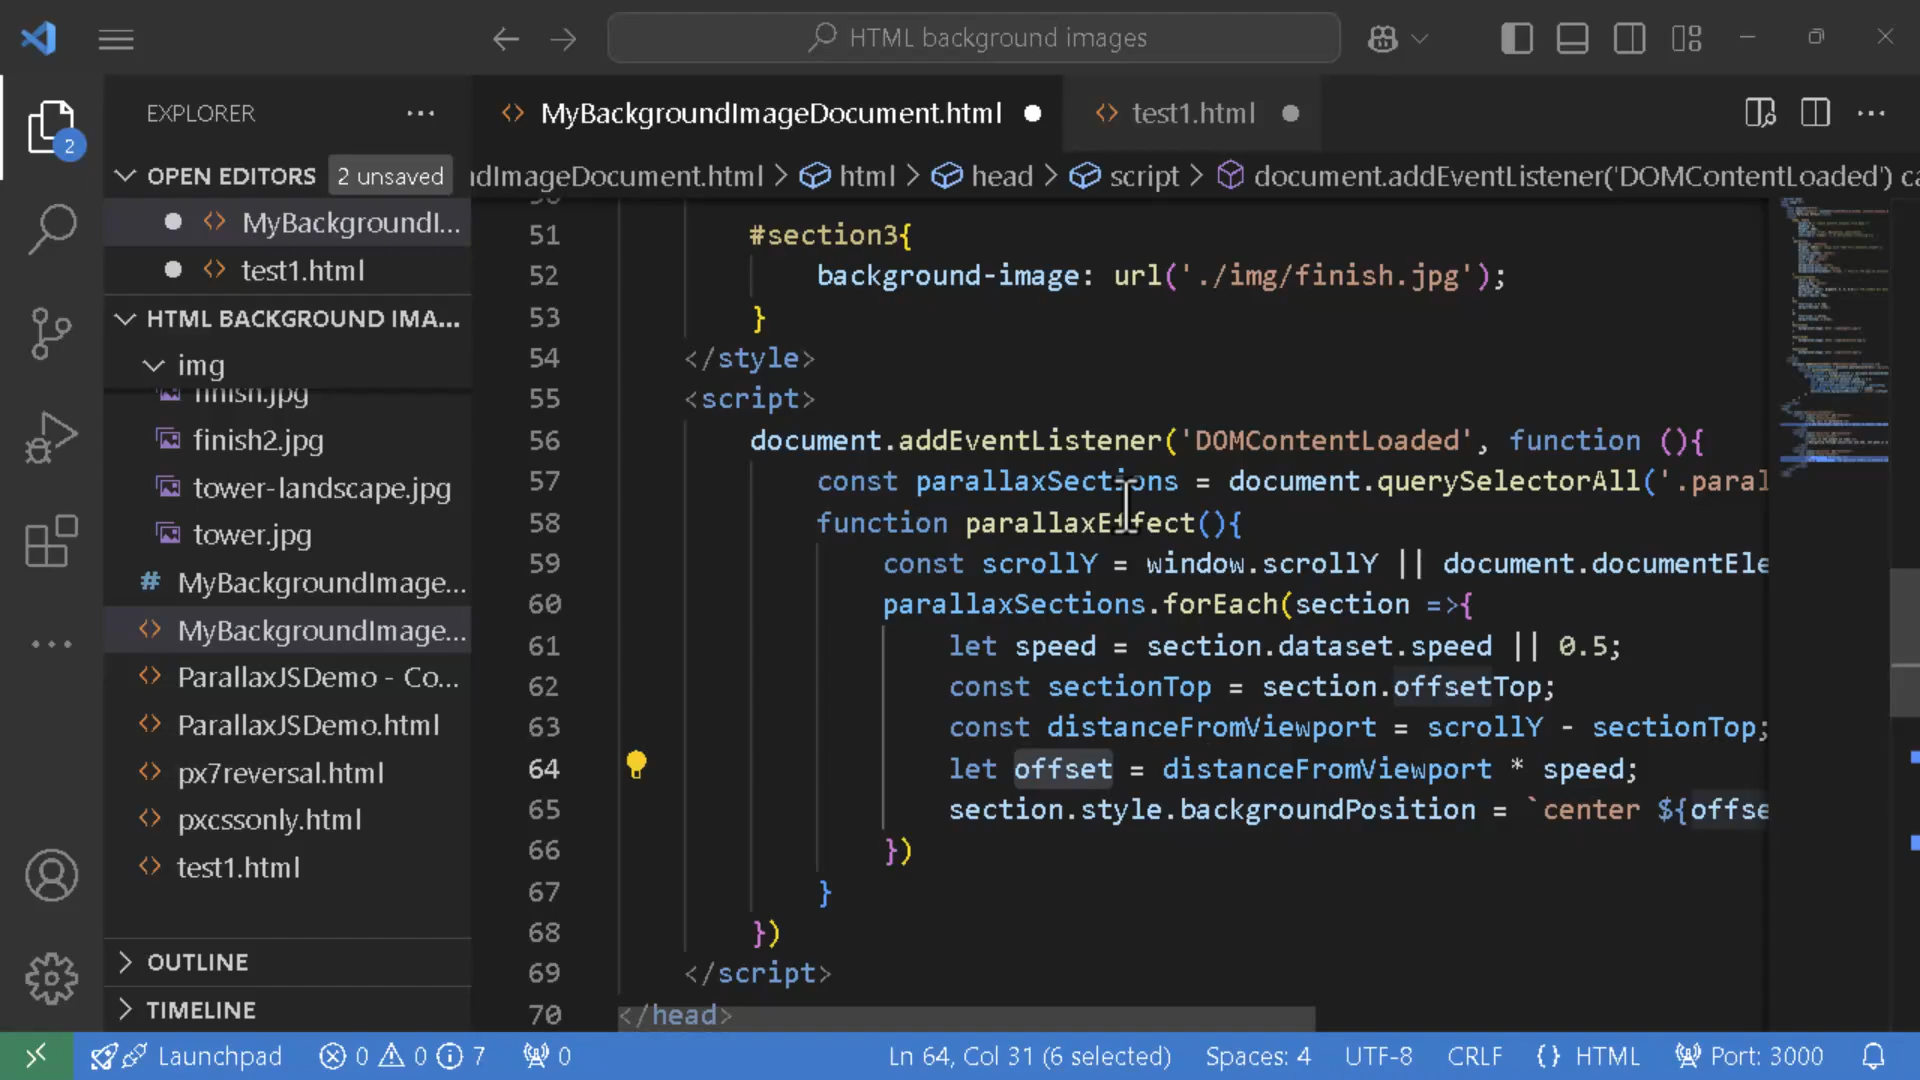 HTML background images
EXPLORER
MyBackgroundImageDocument.html
test1.html
2
OPEN EDITORS
2 unsaved
ndImageDocument.html > html > head > script > document.addEventListener('DOMContentLoaded') ca
MyBackgroundI...
test1.html
HTML BACKGROUND IMA...
img
finish.jpg
finish2.jpg
tower-landscape.jpg
tower.jpg
# MyBackgroundImage...
<> MyBackgroundImage...
<> ParallaxJSDemo - Co...
<> ParallaxJSDemo.html
<> px7reversal.html
<> pxcssonly.html
<> test1.html
OUTLINE
TIMELINE
51 #section3{
52 background-image: url('./img/finish.jpg');
53 }
54 </style>
55 <script>
56 document.addEventListener('DOMContentLoaded', function (){
57 const parallaxSections = document.querySelectorAll('.paral
58 function parallaxEffect(){
59 const scrollY = window.scrollY || document.documentEle
60 parallaxSections.forEach(section =>{
61 let speed = section.dataset.speed || 0.5;
62 const sectionTop = section.offsetTop;
63 const distanceFromViewport = scrollY - sectionTop;
64 let offset = distanceFromViewport * speed;
65 section.style.backgroundPosition = `center ${offse
66 })
67 }
68 })
69 </script>
70 </head>
Launchpad 0 0 7 0 Ln 64, Col 31 (6 selected) Spaces: 4 UTF-8 CRLF {} HTML Port: 3000